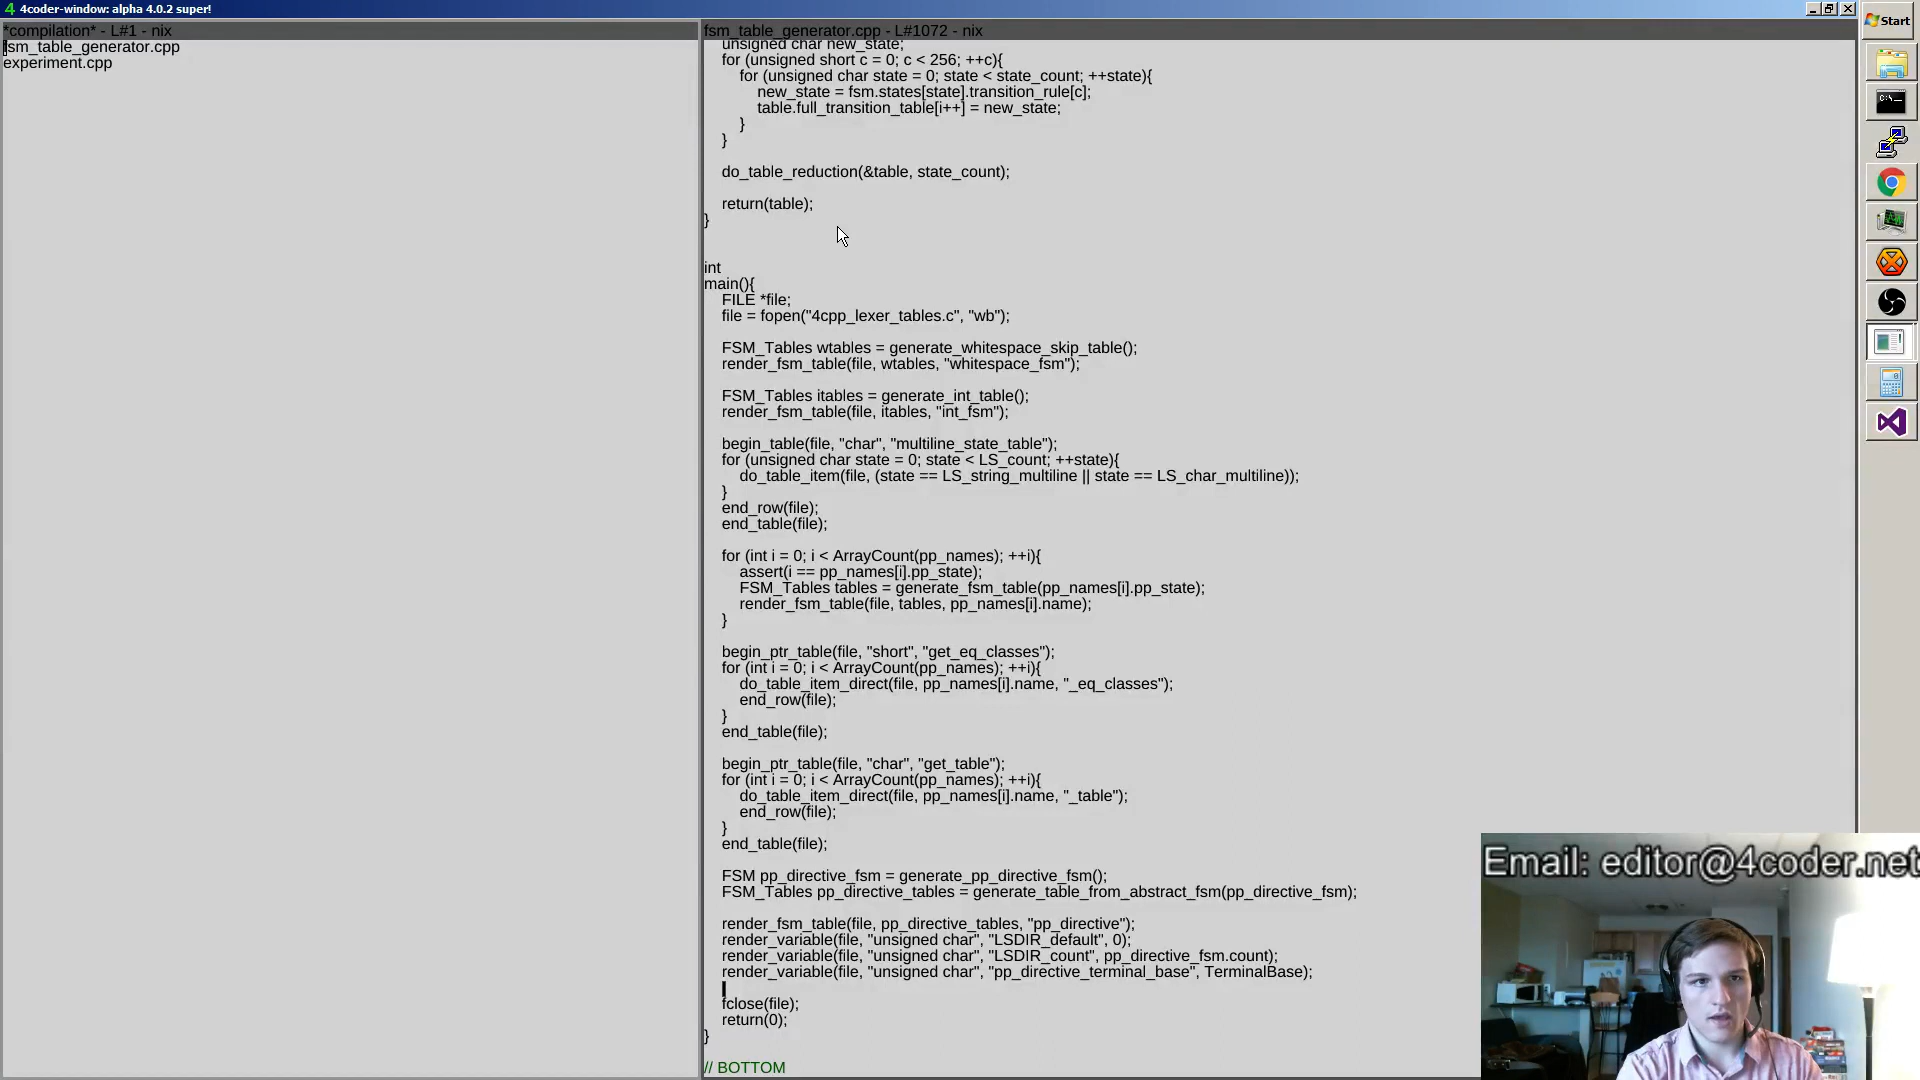 4 4coder-window: alpha 4.0.2 super!
*compilation* - L#1 - nix
fsm_table_generator.cpp
experiment.cpp
fsm_table_generator.cpp - L#1072 - nix
unsigned char new_state;
for (unsigned short c = 0; c < 256; ++c){
for (unsigned char state = 0; state < state_count; ++state){
new_state = fsm.states[state].transition_rule[c];
table.full_transition_table[i++] = new_state;
}
}
do_table_reduction(&table, state_count);
return(table);
}
int
main(){
FILE *file;
file = fopen("4cpp_lexer_tables.c", "wb");
FSM_Tables wtables = generate_whitespace_skip_table();
render_fsm_table(file, wtables, "whitespace_fsm");
FSM_Tables itables = generate_int_table();
render_fsm_table(file, itables, "int_fsm");
begin_table(file, "char", "multiline_state_table");
for (unsigned char state = 0; state < LS_count; ++state){
do_table_item(file, (state == LS_string_multiline || state == LS_char_multiline));
}
end_row(file);
end_table(file);
for (int i = 0; i < ArrayCount(pp_names); ++i){
assert(i == pp_names[i].pp_state);
FSM_Tables tables = generate_fsm_table(pp_names[i].pp_state);
render_fsm_table(file, tables, pp_names[i].name);
}
begin_ptr_table(file, "short", "get_eq_classes");
for (int i = 0; i < ArrayCount(pp_names); ++i){
do_table_item_direct(file, pp_names[i].name, "_eq_classes");
end_row(file);
}
end_table(file);
begin_ptr_table(file, "char", "get_table");
for (int i = 0; i < ArrayCount(pp_names); ++i){
do_table_item_direct(file, pp_names[i].name, "_table");
end_row(file);
}
end_table(file);
FSM pp_directive_fsm = generate_pp_directive_fsm();
FSM_Tables pp_directive_tables = generate_table_from_abstract_fsm(pp_directive_fsm);
render_fsm_table(file, pp_directive_tables, "pp_directive");
render_variable(file, "unsigned char", "LSDIR_default", 0);
render_variable(file, "unsigned char", "LSDIR_count", pp_directive_fsm.count);
render_variable(file, "unsigned char", "pp_directive_terminal_base", TerminalBase);
fclose(file);
return(0);
}
// BOTTOM
Start
Email: editor@4coder.net